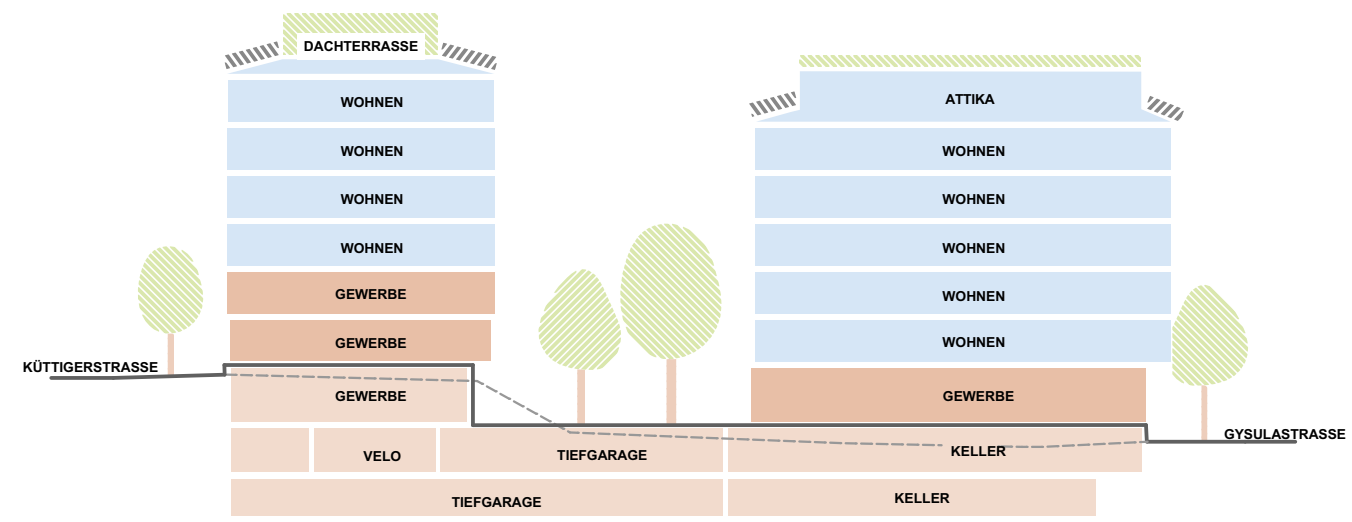 DACHTERRASSE
WOHNEN
WOHNEN
WOHNEN
WOHNEN
GEWERBE
GEWERBE
KÜTTIGERSTRASSE
GEWERBE
VELO
TIEFGARAGE
TIEFGARAGE
ATTIKA
WOHNEN
WOHNEN
WOHNEN
WOHNEN
WOHNEN
GEWERBE
GYSULASTRASSE
KELLER
KELLER